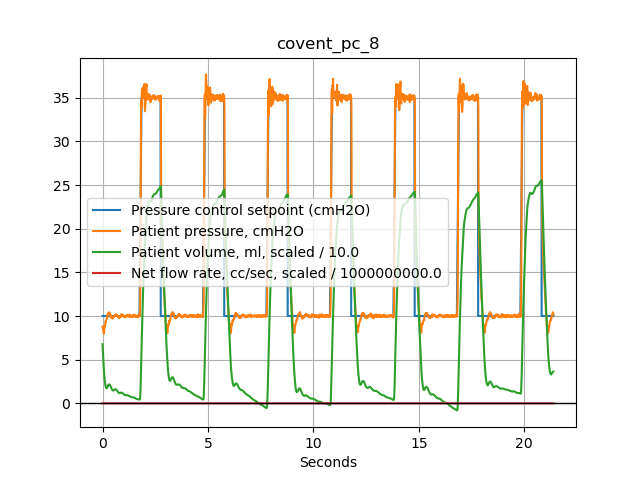 covent_pc_8
35
30
25
20
15
10
5
0
Pressure control setpoint (cmH2O)
Patient pressure, cmH2O
Patient volume, ml, scaled / 10.0
Net flow rate, cc/sec, scaled / 1000000000.0
0 5 10 15 20
Seconds